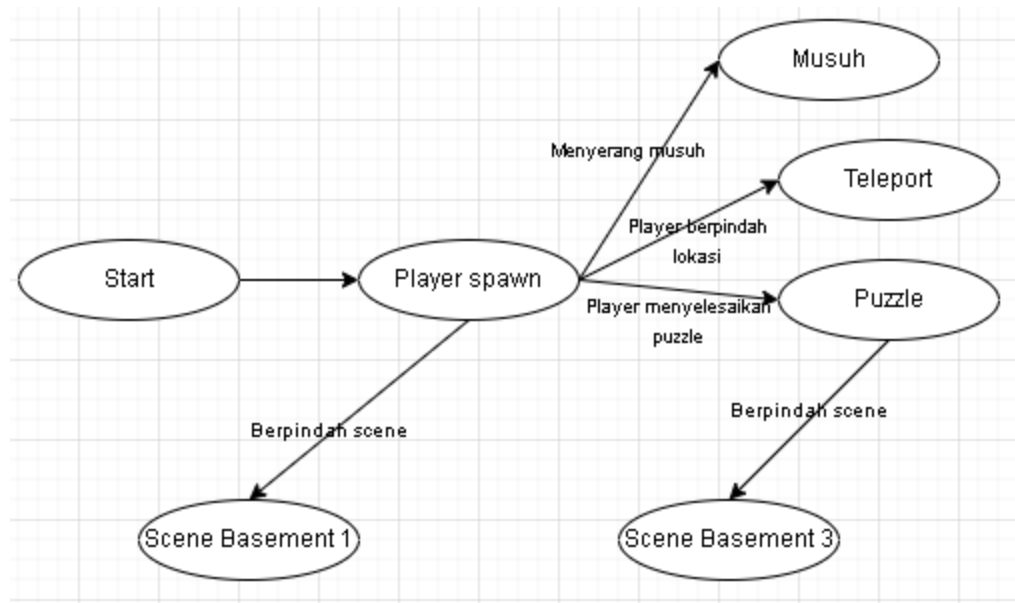 Musuh
Menyerang musuh
Teleport
Player berpindah
lokasi
Start
Player spawn
Puzzle
Player menyelesaikan
puzzle
Berpindah scene
Berpindah scene
Scene Basement 1
Scene Basement 3